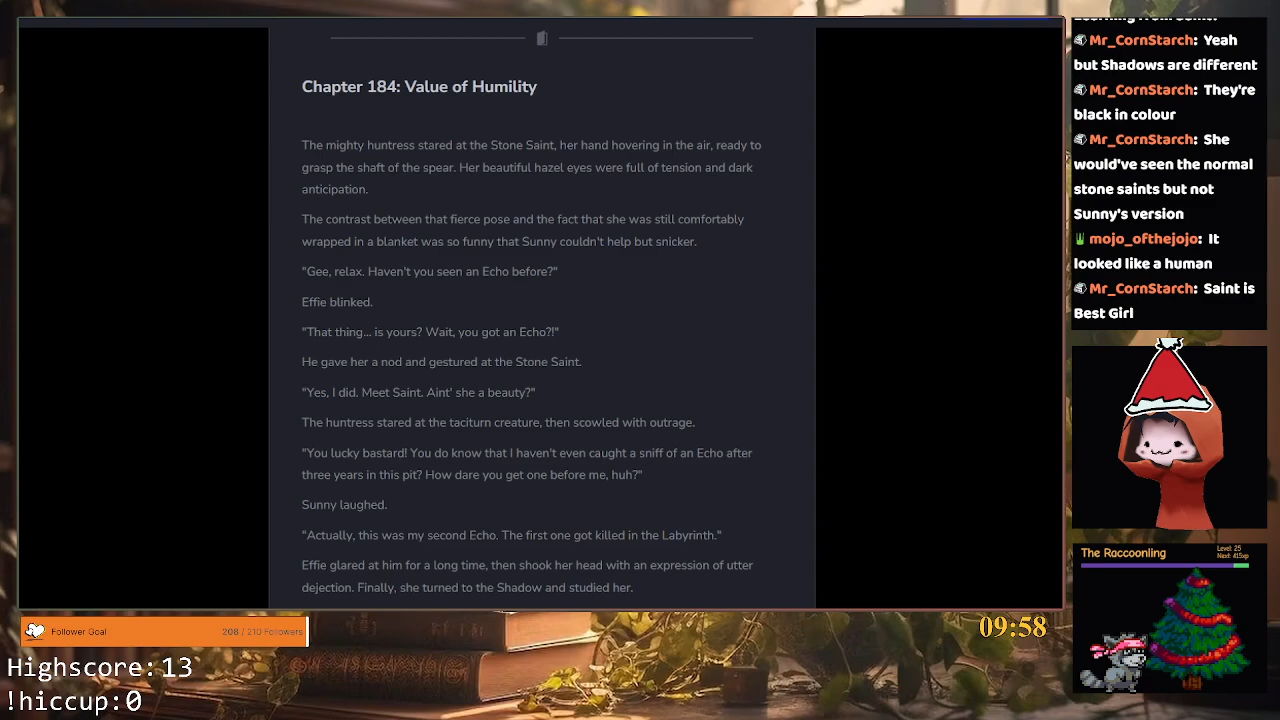 Chapter 184: Value of Humility
The mighty huntress stared at the Stone Saint, her hand hovering in the air, ready to
grasp the shaft of the spear. Her beautiful hazel eyes were full of tension and dark
anticipation.
The contrast between that fierce pose and the fact that she was still comfortably
wrapped in a blanket was so funny that Sunny couldn't help but snicker.
"Gee, relax. Haven't you seen an Echo before?"
Effie blinked.
"That thing... is yours? Wait, you got an Echo?!"
He gave her a nod and gestured at the Stone Saint.
"Yes, I did. Meet Saint. Aint' she a beauty?"
The huntress stared at the taciturn creature, then scowled with outrage.
"You lucky bastard! You do know that I haven't even caught a sniff of an Echo after
three years in this pit? How dare you get one before me, huh?"
Sunny laughed.
"Actually, this was my second Echo. The first one got killed in the Labyrinth."
Effie glared at him for a long time, then shook her head with an expression of utter
dejection. Finally, she turned to the Shadow and studied her.
Mr_CornStarch: Yeah
but Shadows are different
Mr_CornStarch: They're
black in colour
Mr_CornStarch: She
would've seen the normal
stone saints but not
Sunny's version
mojo_ofthejojo: It
looked like a human
Mr_CornStarch: Saint is
Best Girl
The Raccoonling
Level: 25
Next: 415xp
Follower Goal
208 / 210 Followers
09:58
Highscore:13
!hiccup:0